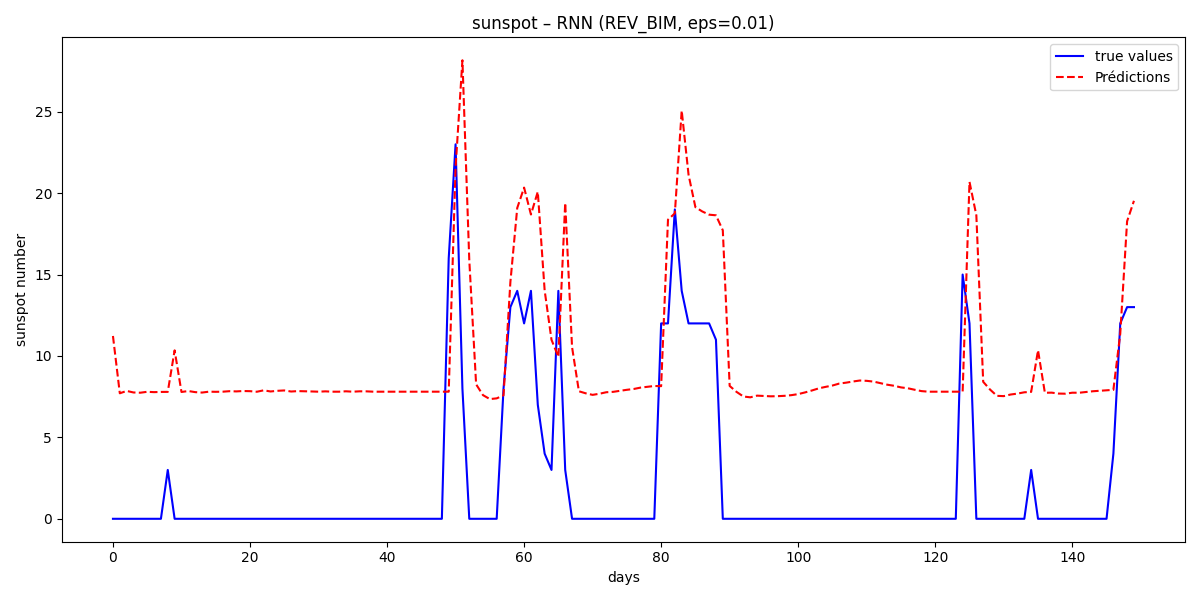 sunspot – RNN (REV_BIM, eps=0.01)
true values
Prédictions
sunspot number
25
20
15
10
5
0
0 20 40 60 80 100 120 140
days